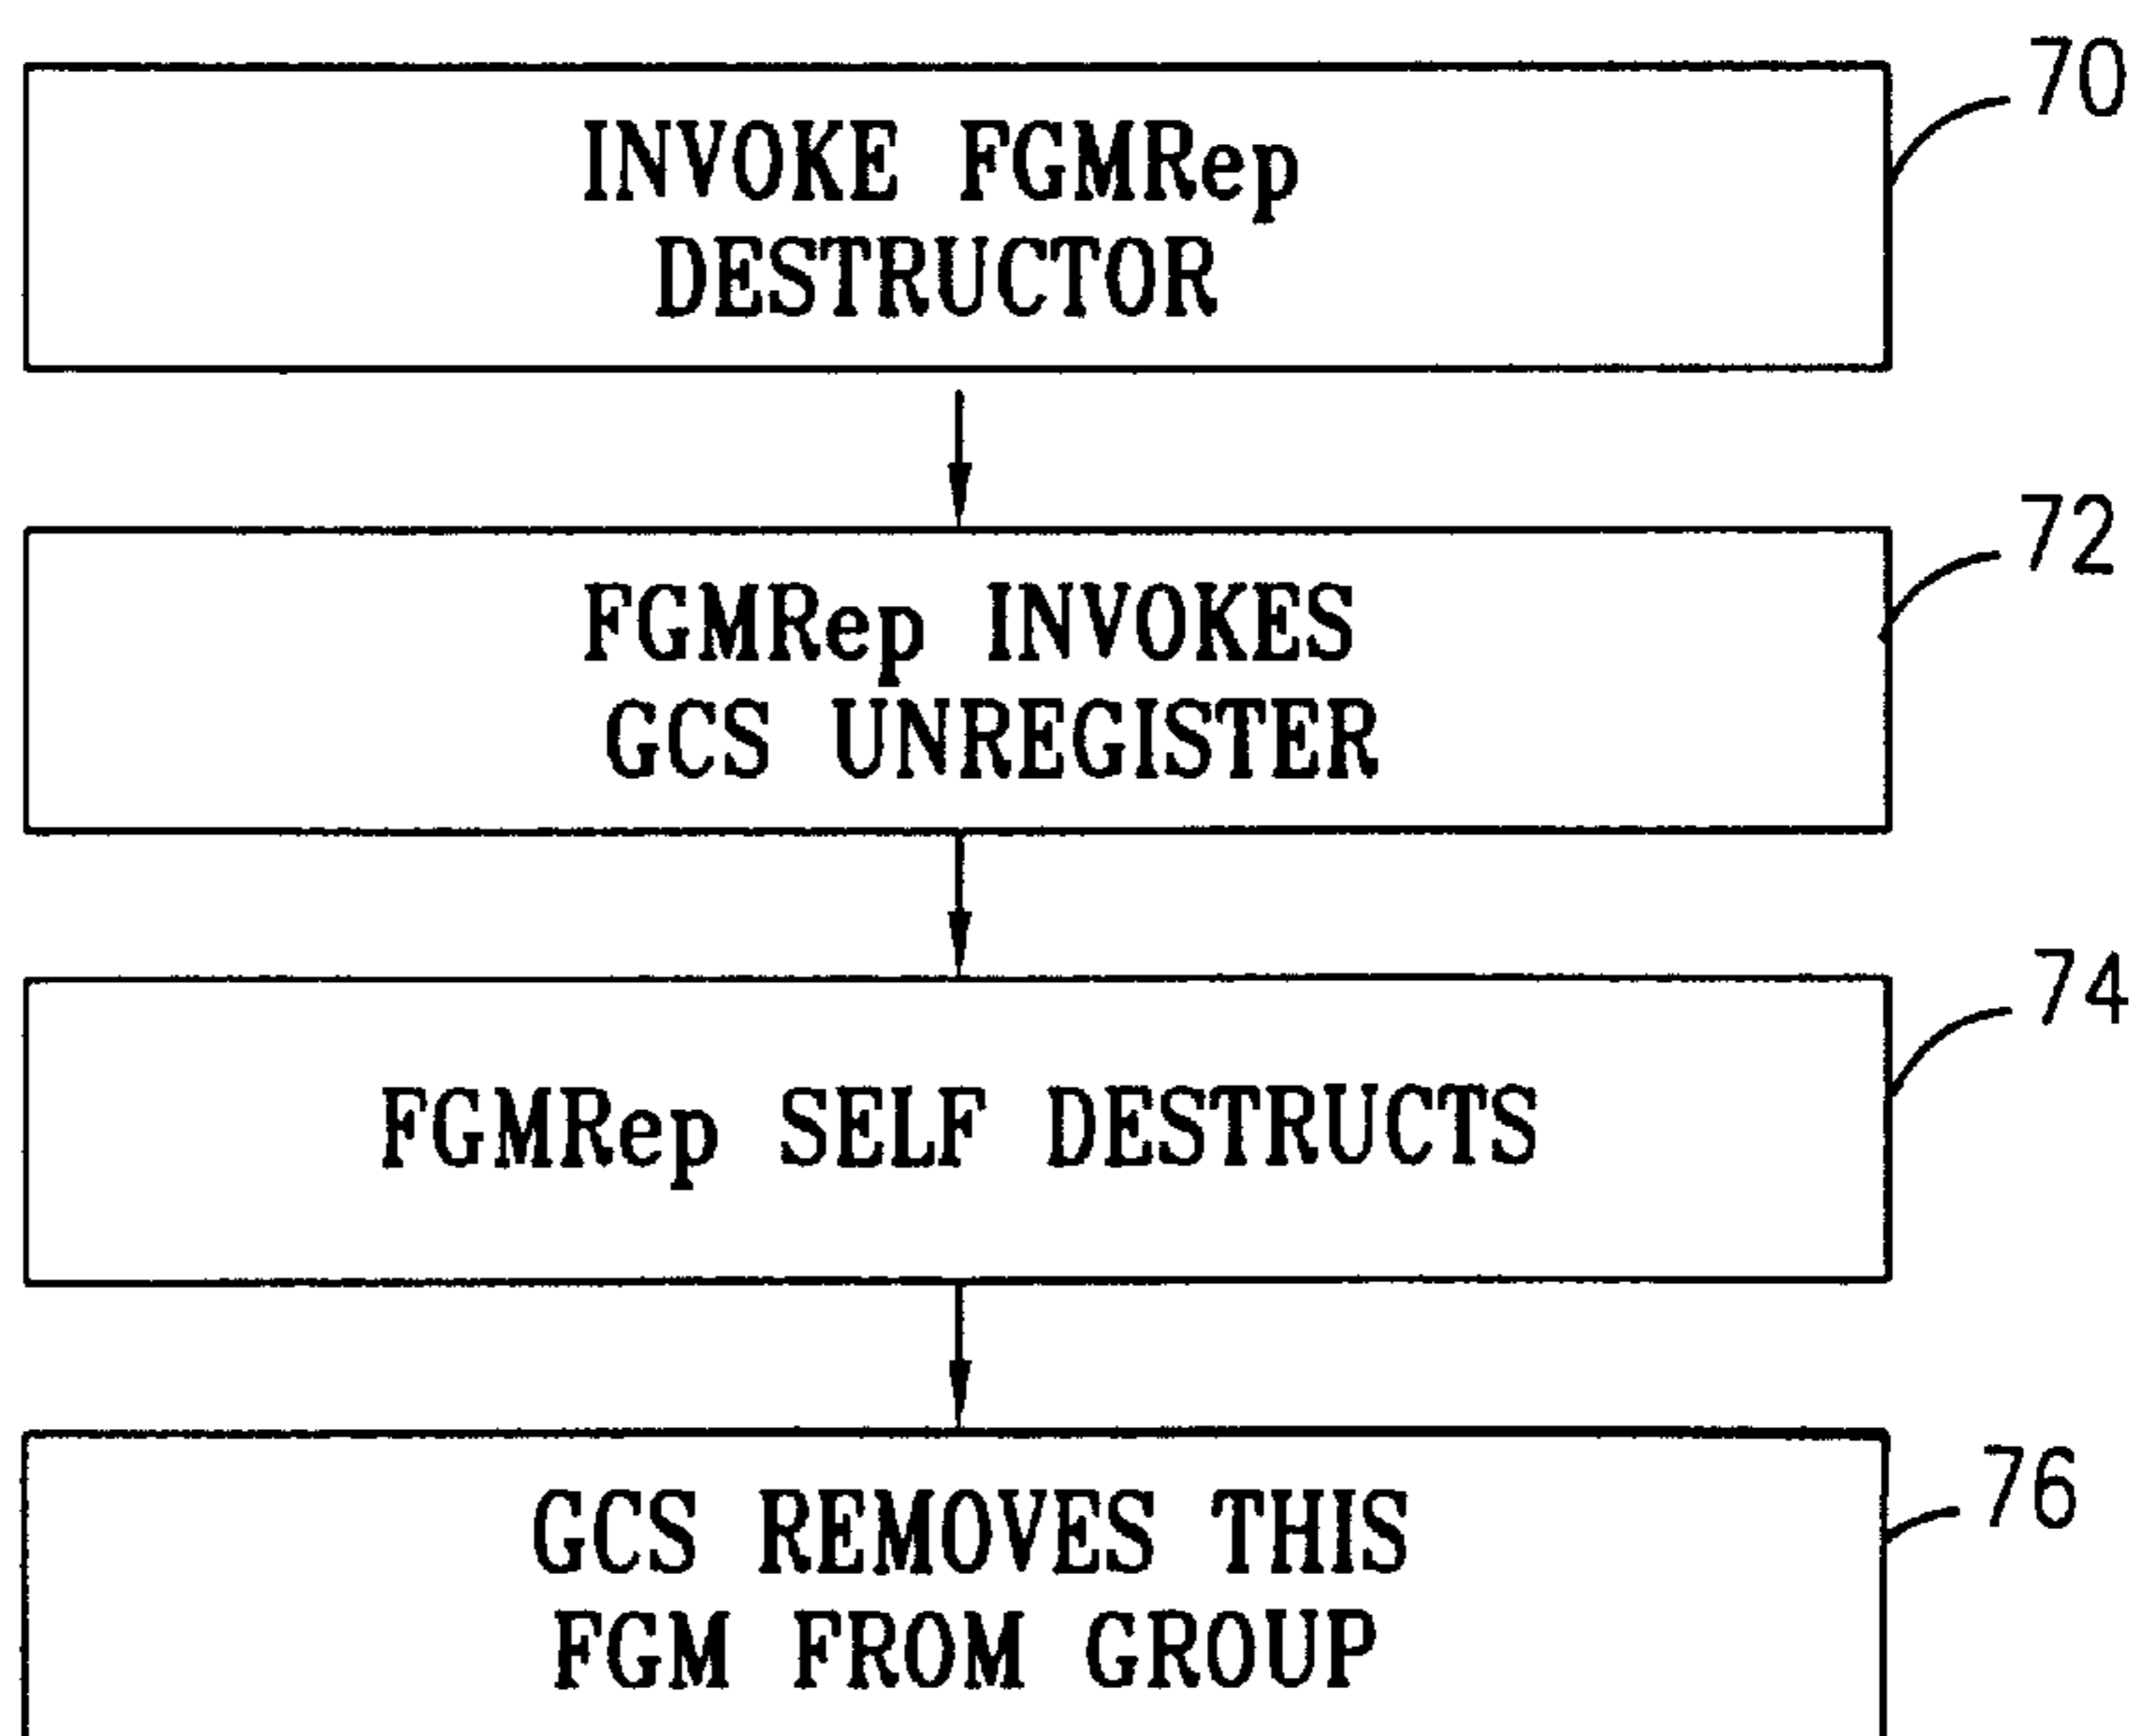 70
INVOKE FGMRep
DESTRUCTOR
72
FGMRep INVOKES
GCS UNREGISTER
74
FGMRep SELF DESTRUCTS
76
GCS REMOVES THIS
FGM FROM GROUP